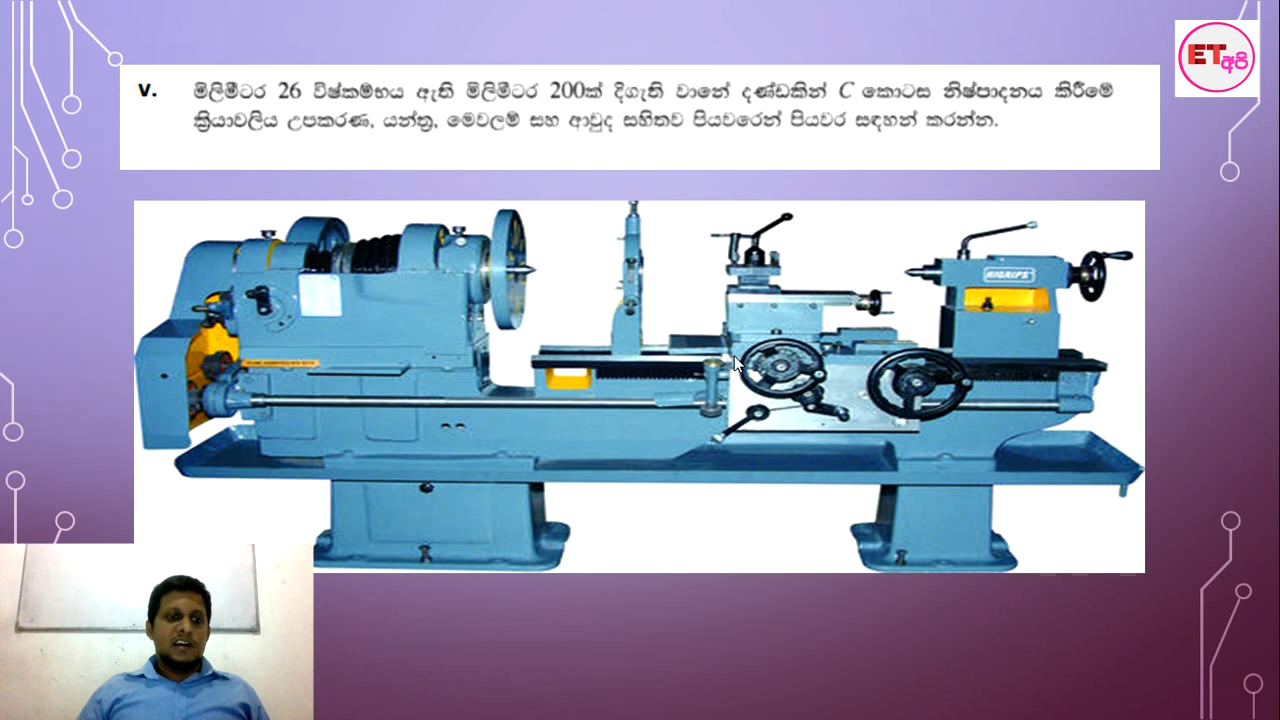 ET
අපි
v. මිලිමීටර 26 විෂ්කම්භය ඇති මිලිමීටර 200ක් දිගැති වානේ දණ්ඩකින් C කොටස නිෂ්පාදනය කිරීමේ
ක්‍රියාවලිය උපකරණ, යන්ත්‍ර, මෙවලම් සහ ආවුද සහිතව පියවරෙන් පියවර සඳහන් කරන්න.
HIGRIPS